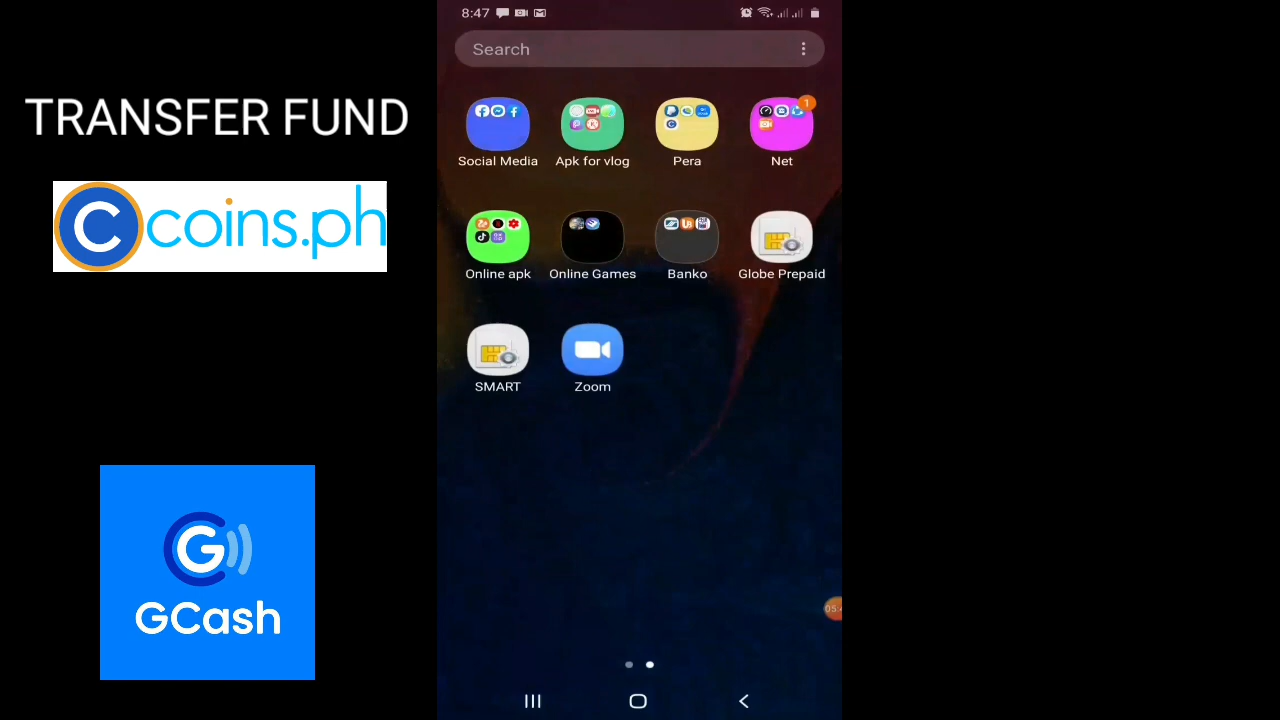 8:47
Search
TRANSFER FUND
coins.ph
1
Social Media
Apk for vlog
Pera
Net
Online apk
Online Games
Banko
Globe Prepaid
SMART
Zoom
GCash